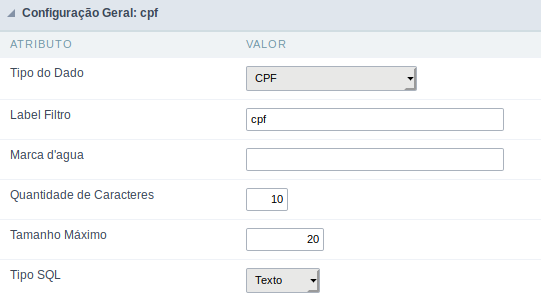 Configuração Geral: cpf
ATRIBUTO VALOR
Tipo do Dado CPF
Label Filtro cpf
Marca d'agua
Quantidade de Caracteres 10
Tamanho Máximo 20
Tipo SQL Texto